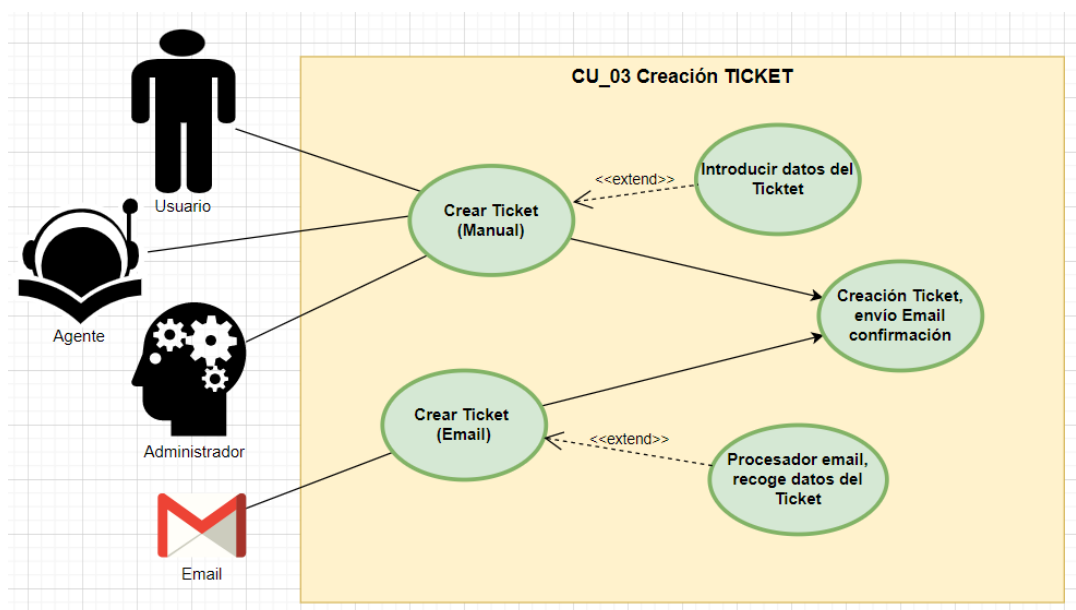 CU_03 Creación TICKET
Usuario
Agente
Administrador
Email
Crear Ticket
(Manual)
<<extend>>
Introducir datos del
Ticktet
Creación Ticket,
envío Email
confirmación
Crear Ticket
(Email)
<<extend>>
Procesador email,
recoge datos del
Ticket